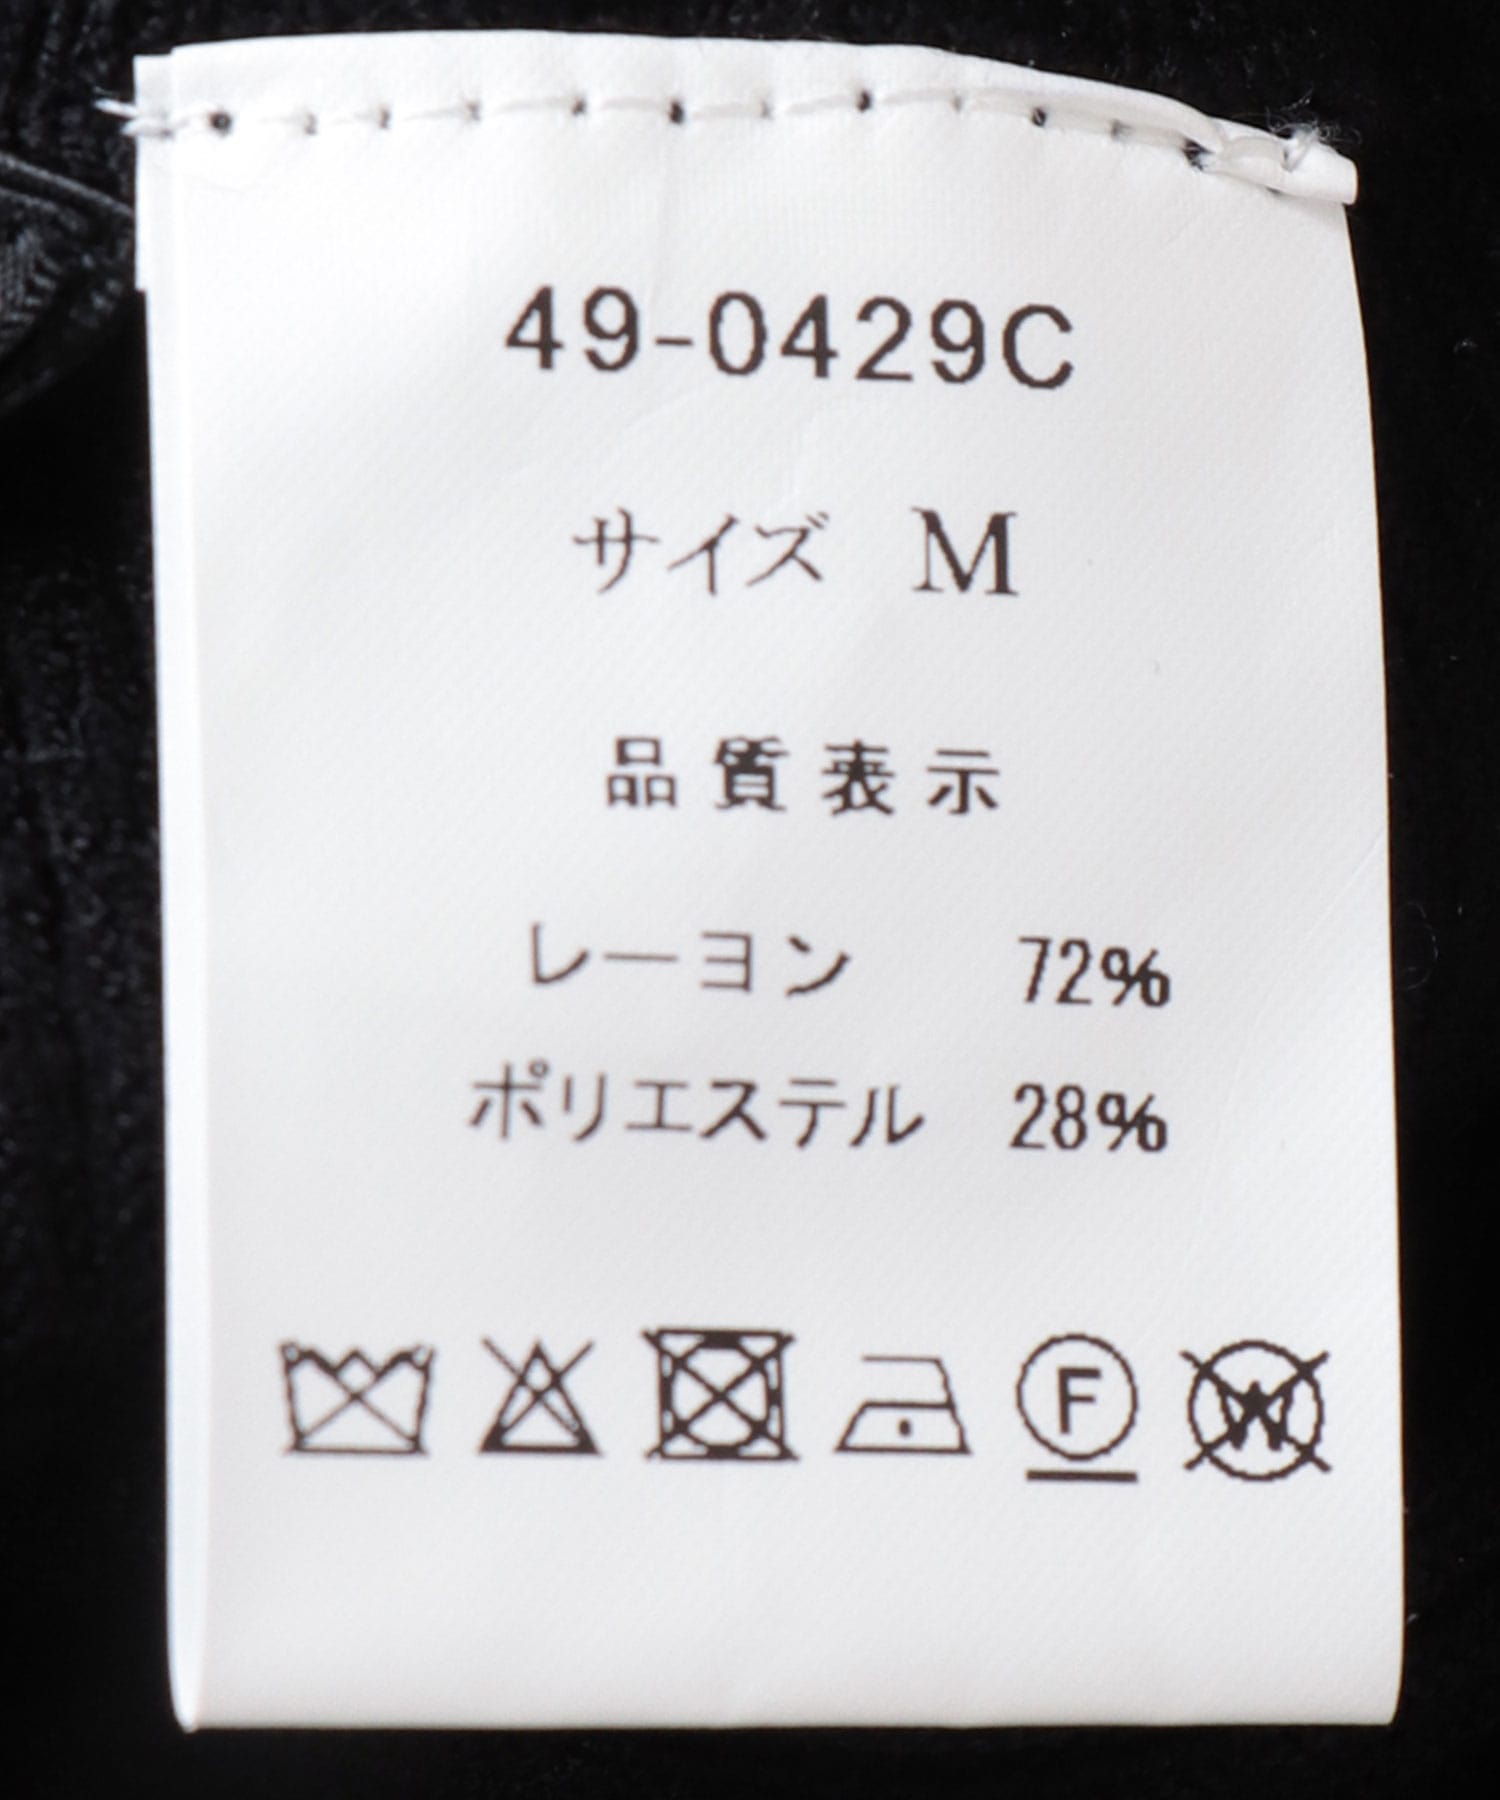 49-0429C
サイズ M
品質表示
レーヨン 72%
ポリエステル 28%
F W